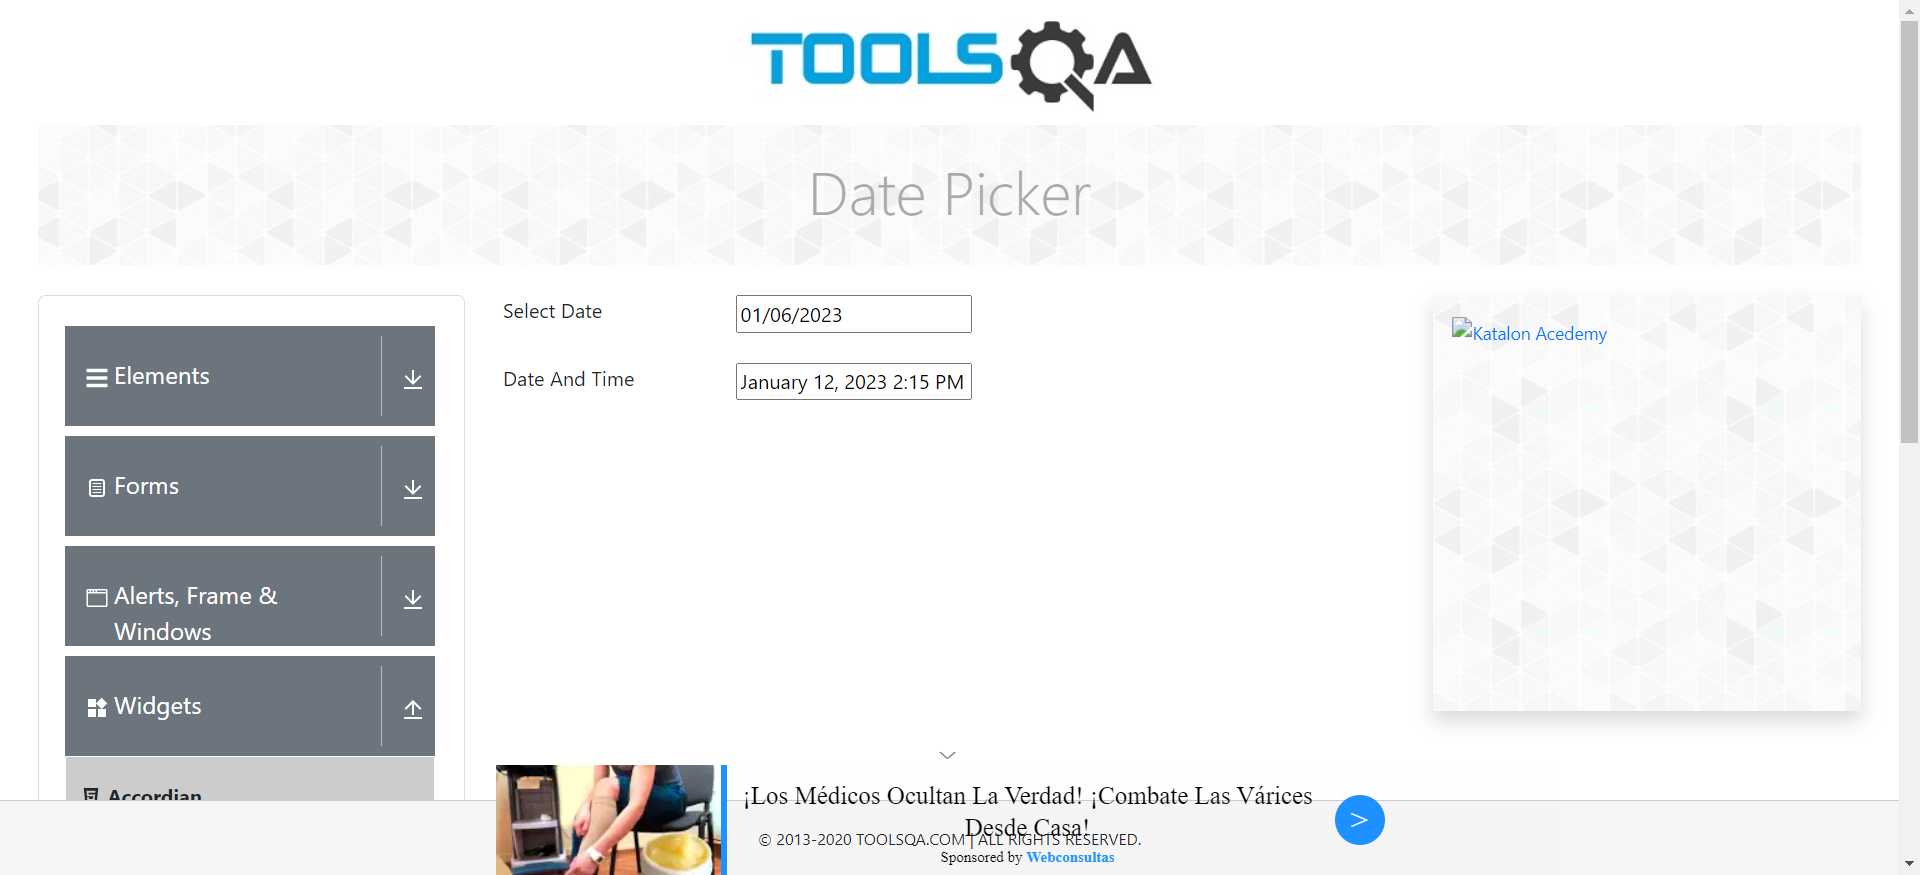 TOOLSQA
Date Picker
Elements
Forms
Alerts, Frame &
Windows
Widgets
Accordian
Select Date
01/06/2023
Date And Time
January 12, 2023 2:15 PM
Katalon Acedemy
¡Los Médicos Ocultan La Verdad! ¡Combate Las Várices
Desde Casa!
>
© 2013-2020 TOOLSQA.COM | ALL RIGHTS RESERVED.
Sponsored by Webconsultas